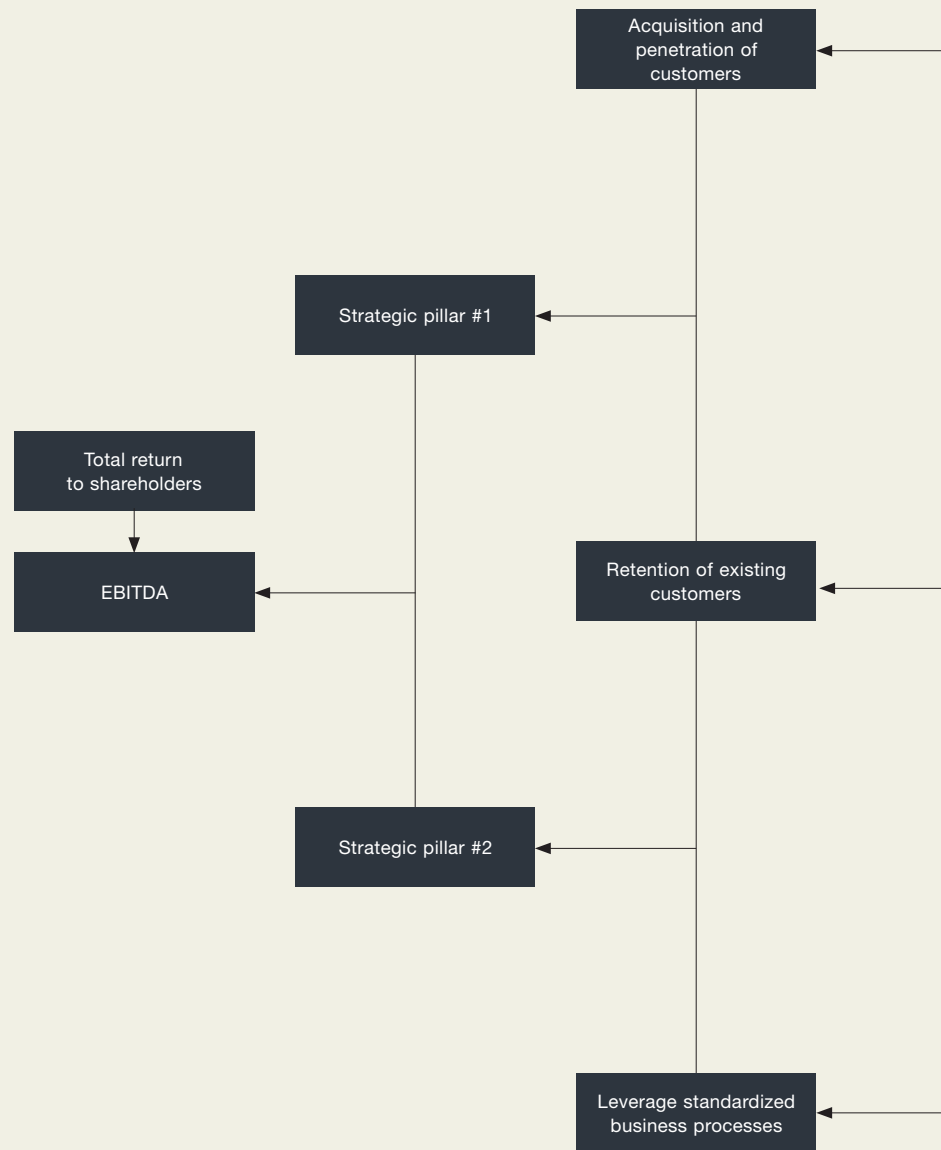 Acquisition and
penetration of
customers
Strategic pillar #1
Total return
to shareholders
EBITDA
Retention of existing
customers
Strategic pillar #2
Leverage standardized
business processes